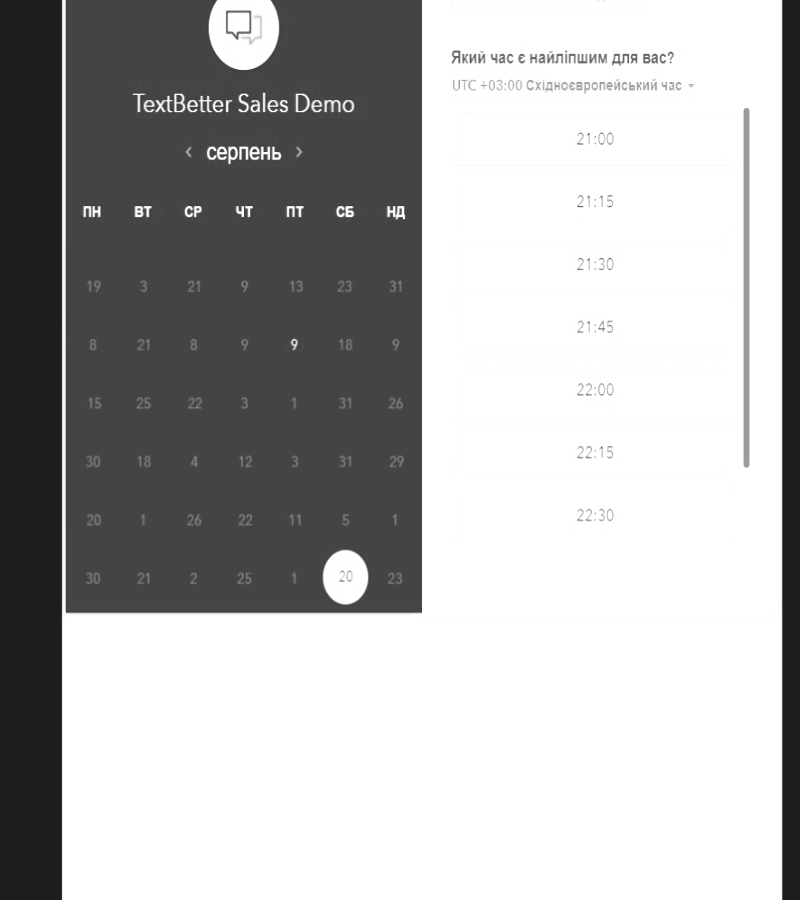 TextBetter Sales Demo
‹ серпень ›
ПН ВТ СР ЧТ ПТ СБ НД
19 3 21 9 13 23 31
8 21 8 9 9 18 9
15 25 22 3 1 31 26
30 18 4 12 3 31 29
20 1 26 22 11 5 1
30 21 2 25 1 20 23
Який час є найліпшим для вас?
UTC +03:00 Східноєвропейський час
21:00
21:15
21:30
21:45
22:00
22:15
22:30